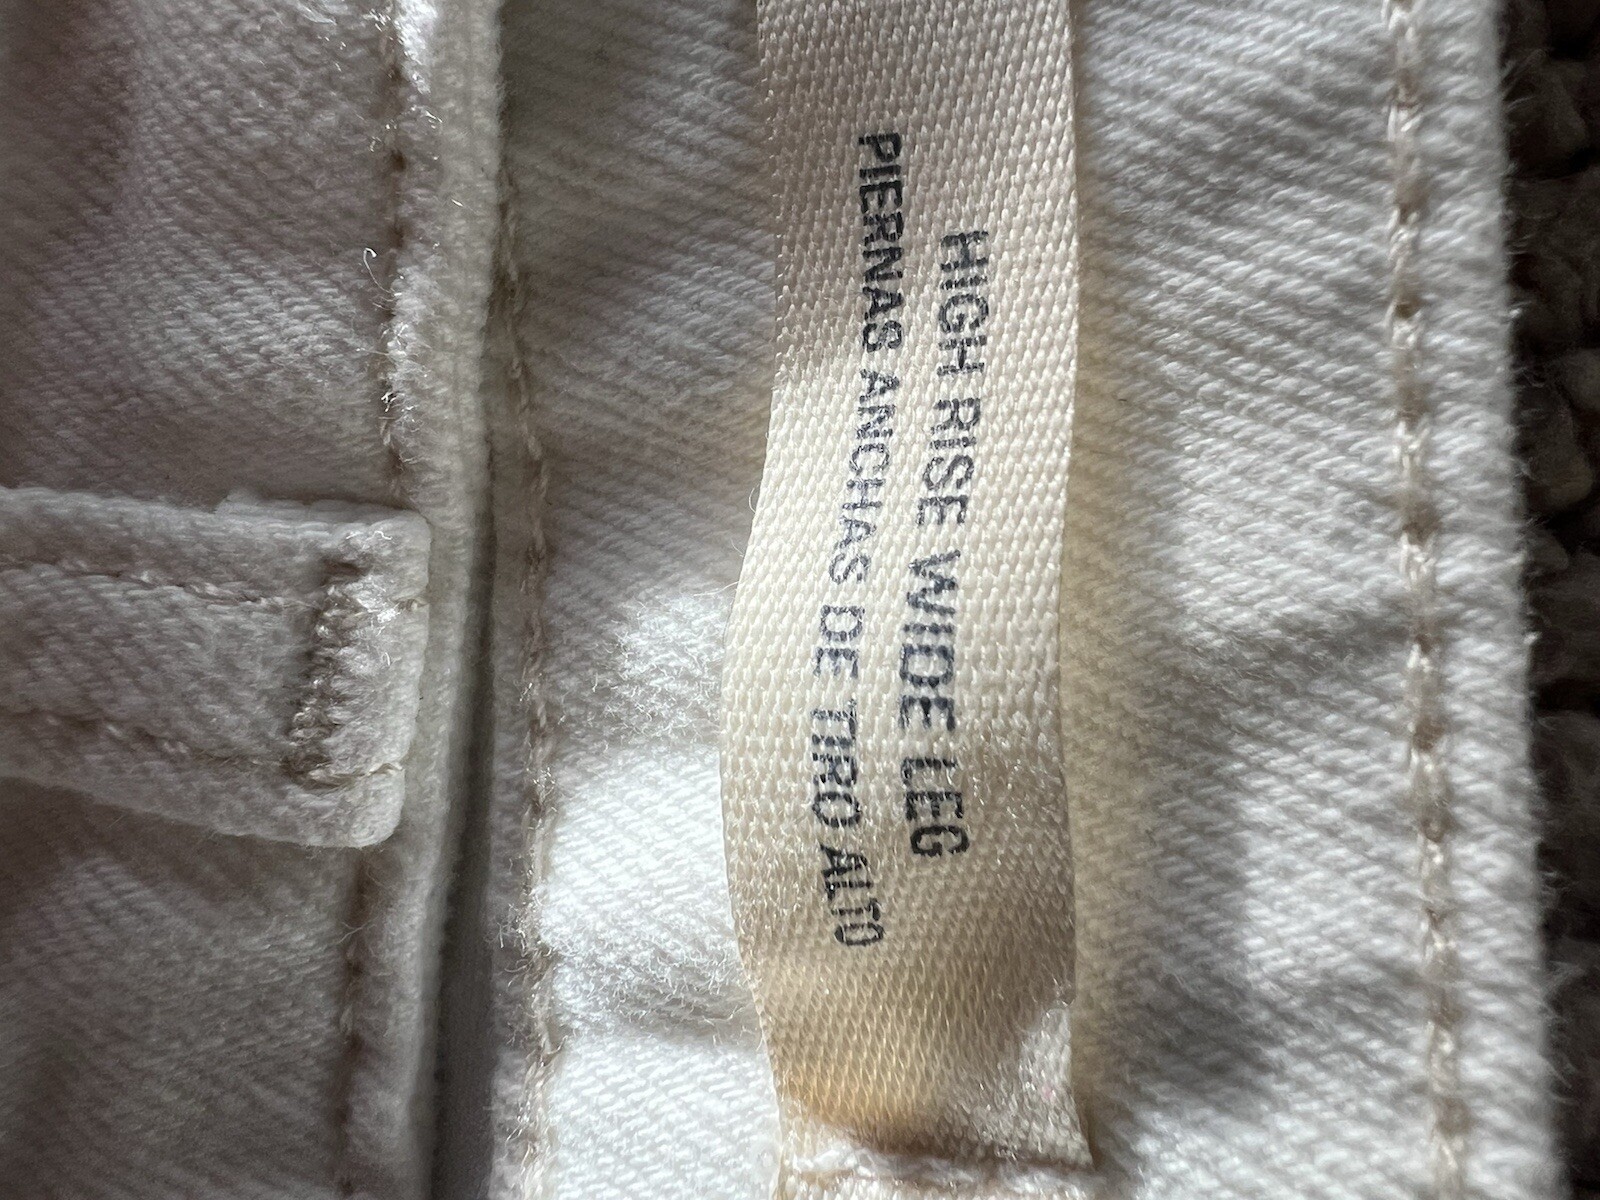 HIGH RISE WIDE LEG
PIERNAS ANCHAS DE TIRO ALTO